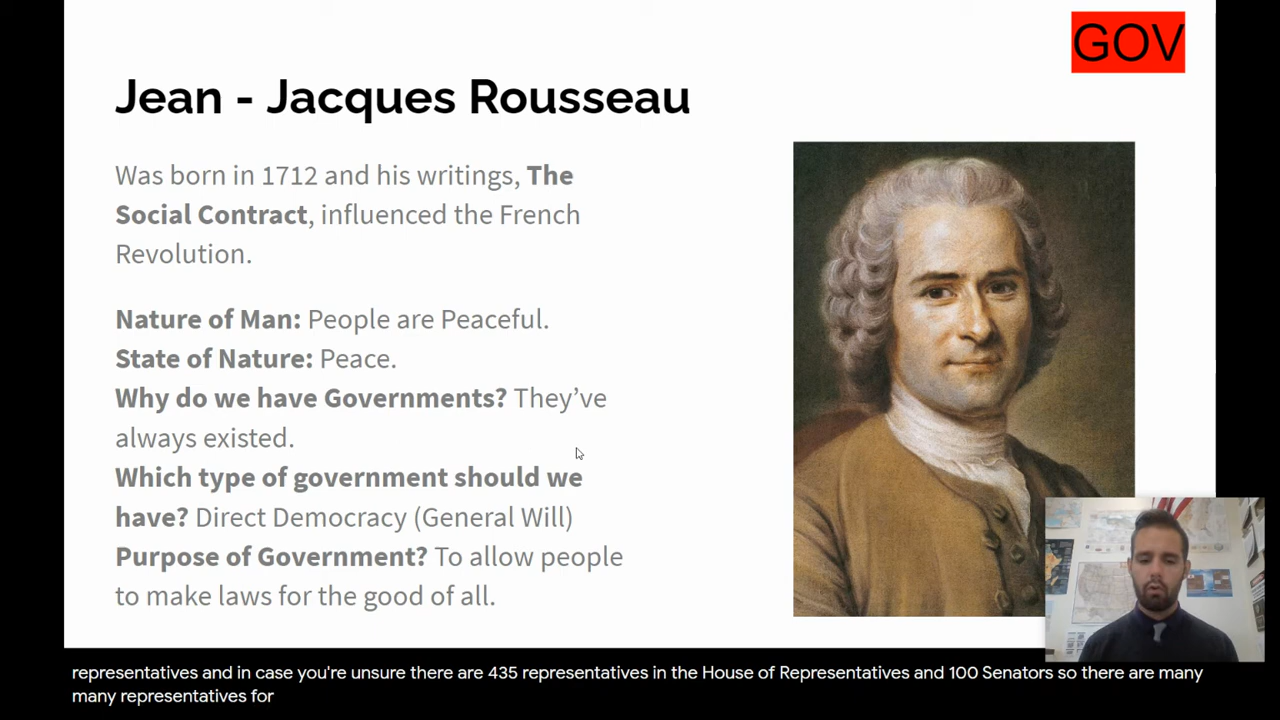 GOV
Jean - Jacques Rousseau
Was born in 1712 and his writings, The
Social Contract, influenced the French
Revolution.
Nature of Man: People are Peaceful.
State of Nature: Peace.
Why do we have Governments? They’ve
always existed.
Which type of government should we
have? Direct Democracy (General Will)
Purpose of Government? To allow people
to make laws for the good of all.
representatives and in case you're unsure there are 435 representatives in the House of Representatives and 100 Senators so there are many
many representatives for